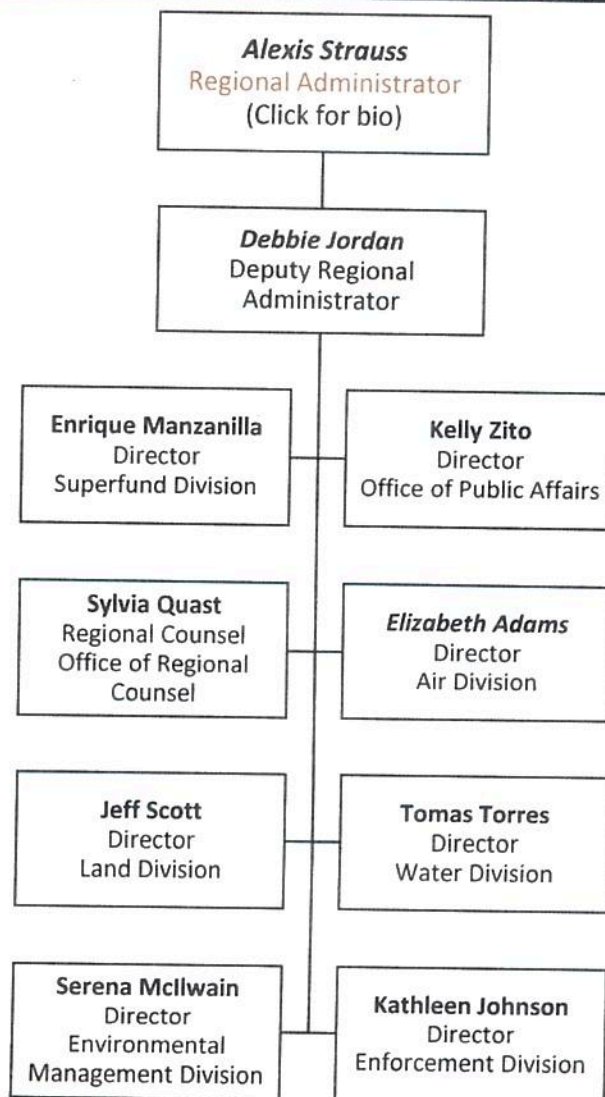 Alexis Strauss
Regional Administrator
(Click for bio)
Debbie Jordan
Deputy Regional
Administrator
Enrique Manzanilla
Director
Superfund Division
Kelly Zito
Director
Office of Public Affairs
Sylvia Quast
Regional Counsel
Office of Regional
Counsel
Elizabeth Adams
Director
Air Division
Jeff Scott
Director
Land Division
Tomas Torres
Director
Water Division
Serena McIlwain
Director
Environmental
Management Division
Kathleen Johnson
Director
Enforcement Division